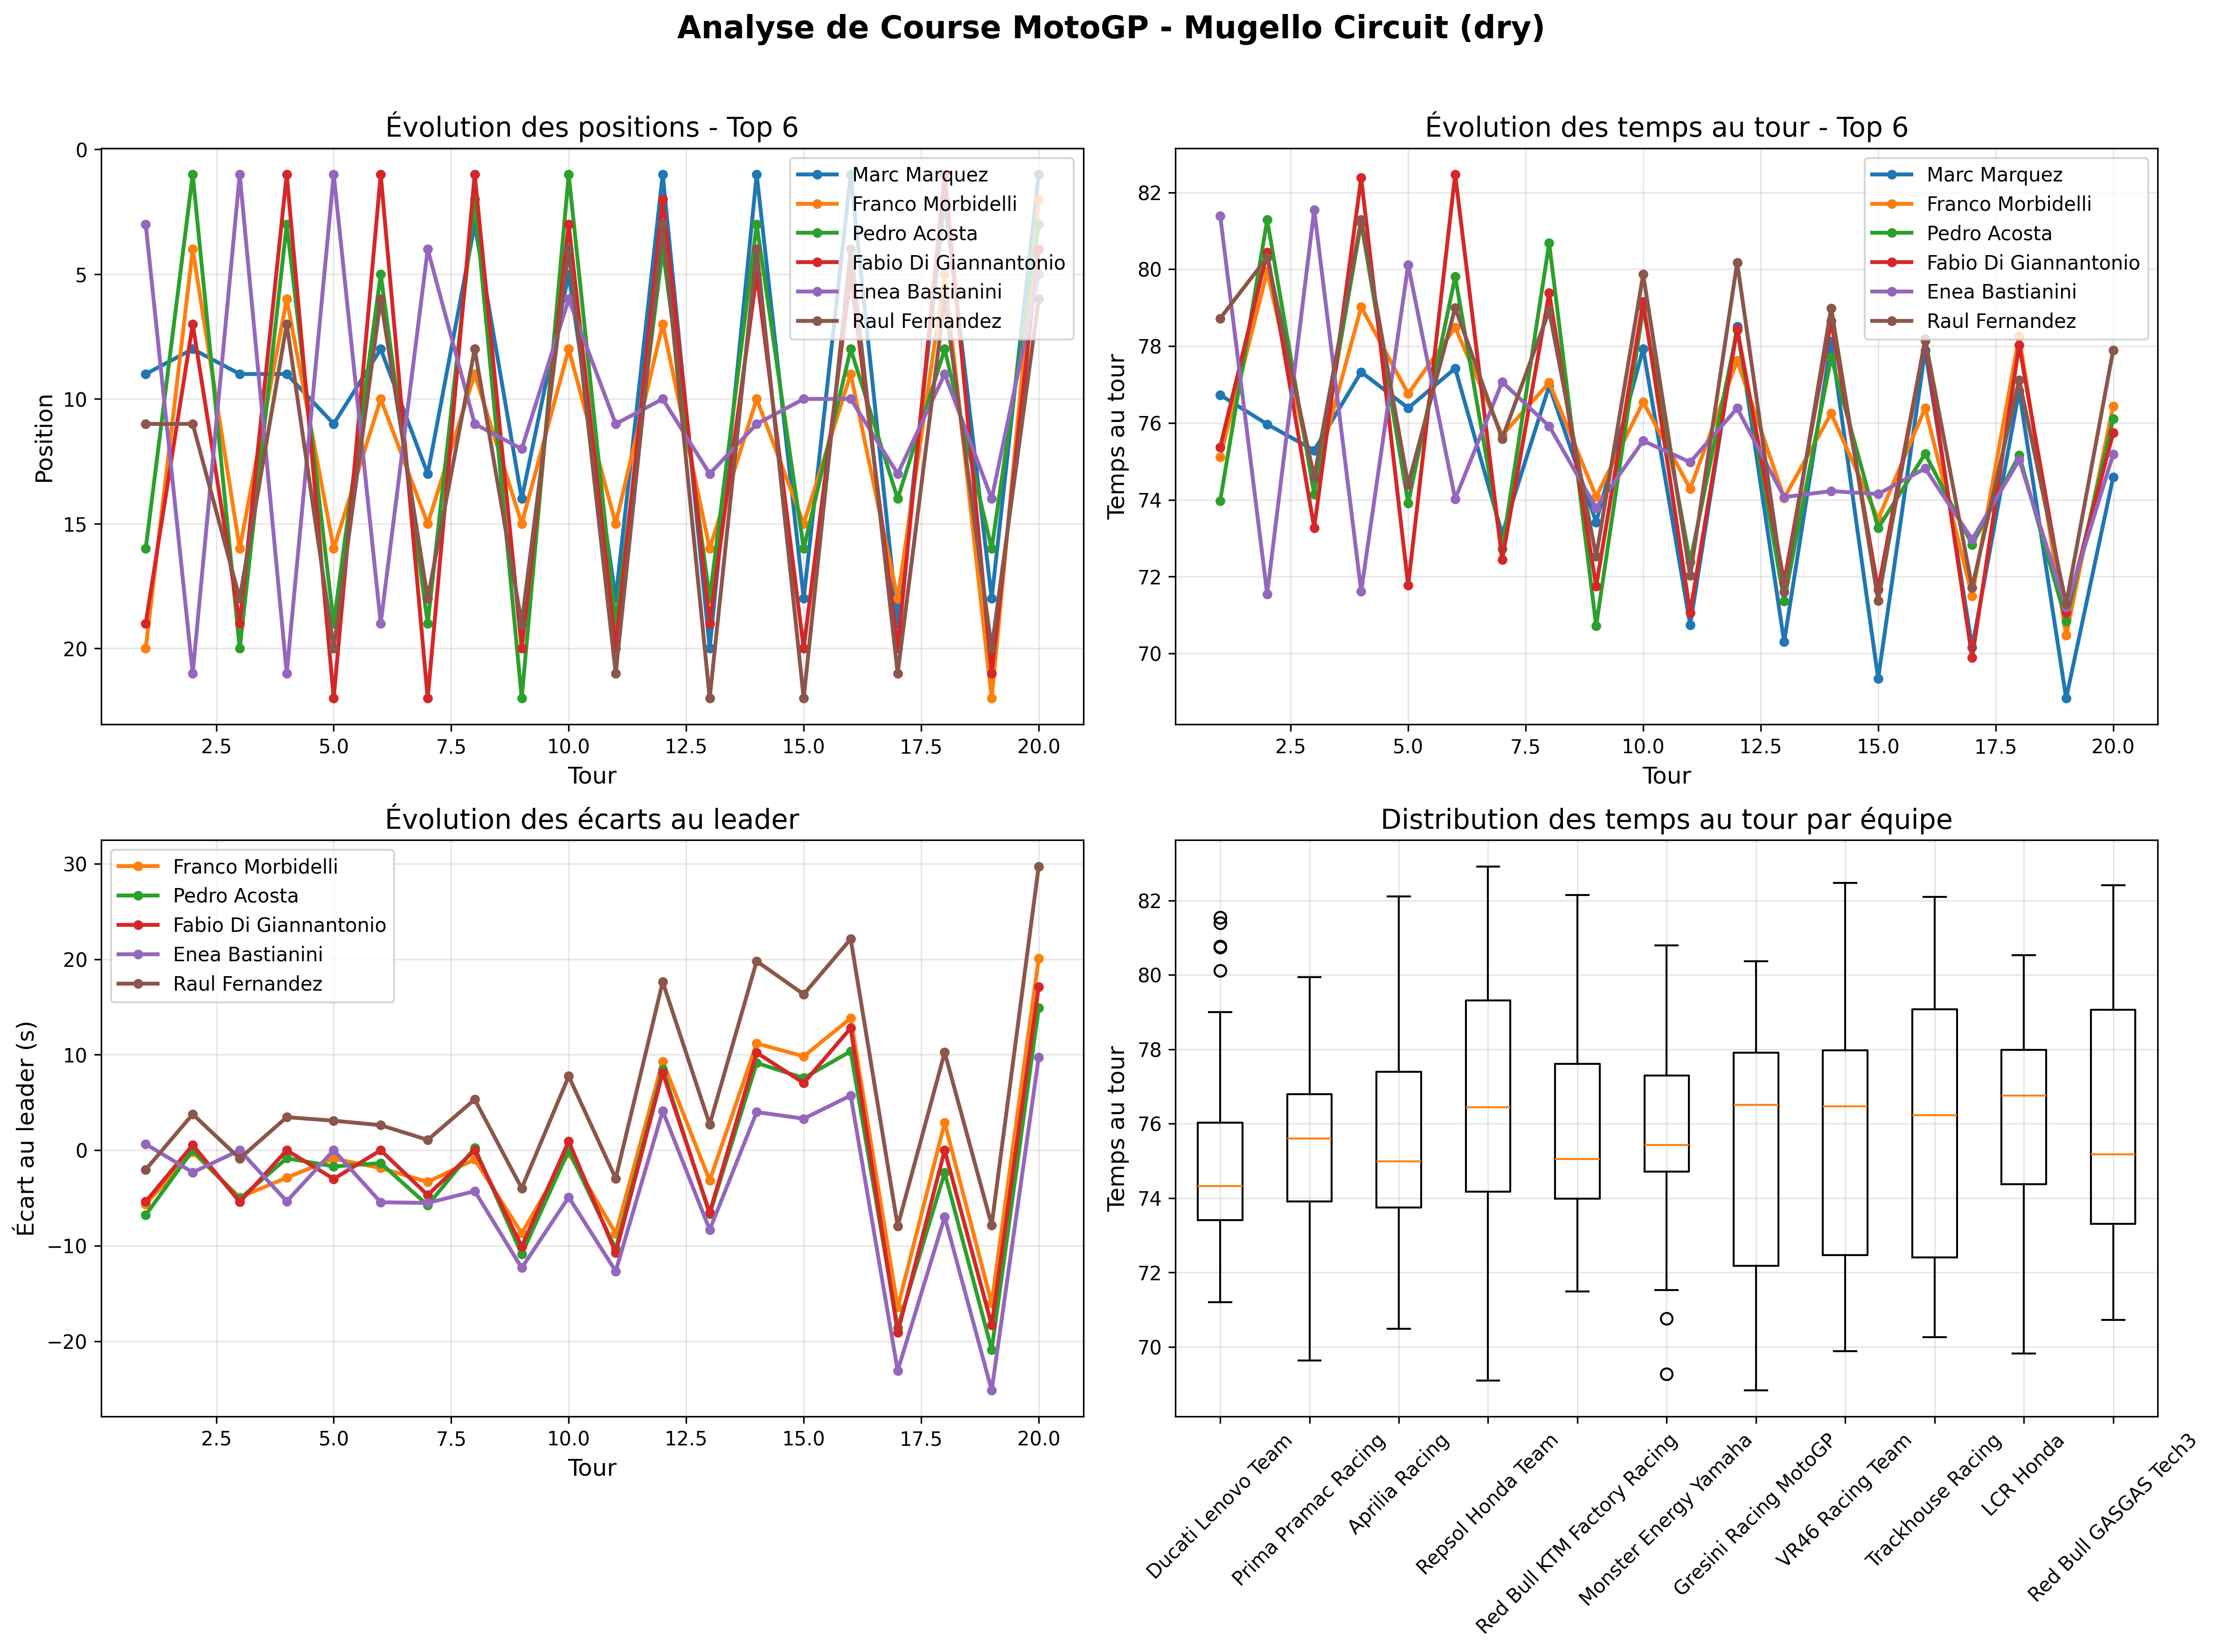 Analyse de Course MotoGP - Mugello Circuit (dry)
Évolution des positions - Top 6
Position
0
5
10
15
20
Marc Marquez
Franco Morbidelli
Pedro Acosta
Fabio Di Giannantonio
Enea Bastianini
Raul Fernandez
2.5 5.0 7.5 10.0 12.5 15.0 17.5 20.0
Tour
Évolution des temps au tour - Top 6
Temps au tour
82
80
78
76
74
72
70
Marc Marquez
Franco Morbidelli
Pedro Acosta
Fabio Di Giannantonio
Enea Bastianini
Raul Fernandez
2.5 5.0 7.5 10.0 12.5 15.0 17.5 20.0
Tour
Évolution des écarts au leader
Écart au leader (s)
30
20
10
0
−10
−20
Franco Morbidelli
Pedro Acosta
Fabio Di Giannantonio
Enea Bastianini
Raul Fernandez
2.5 5.0 7.5 10.0 12.5 15.0 17.5 20.0
Tour
Distribution des temps au tour par équipe
Temps au tour
82
80
78
76
74
72
70
Ducati Lenovo Team
Prima Pramac Racing
Aprilia Racing
Repsol Honda Team
Red Bull KTM Factory Racing
Monster Energy Yamaha
Gresini Racing MotoGP
VR46 Racing Team
Trackhouse Racing
LCR Honda
Red Bull GASGAS Tech3